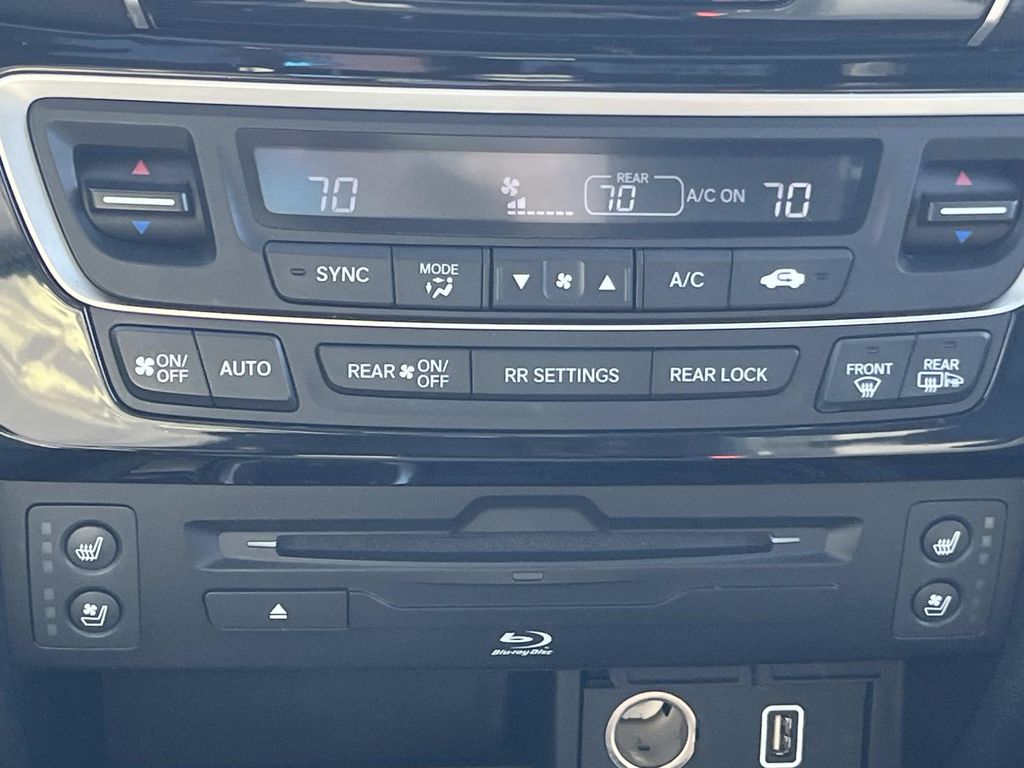 REAR
70 70 A/C ON 70
SYNC MODE A/C
ON/ OFF AUTO REAR ON/ OFF RR SETTINGS REAR LOCK FRONT REAR
Blu-ray Disc